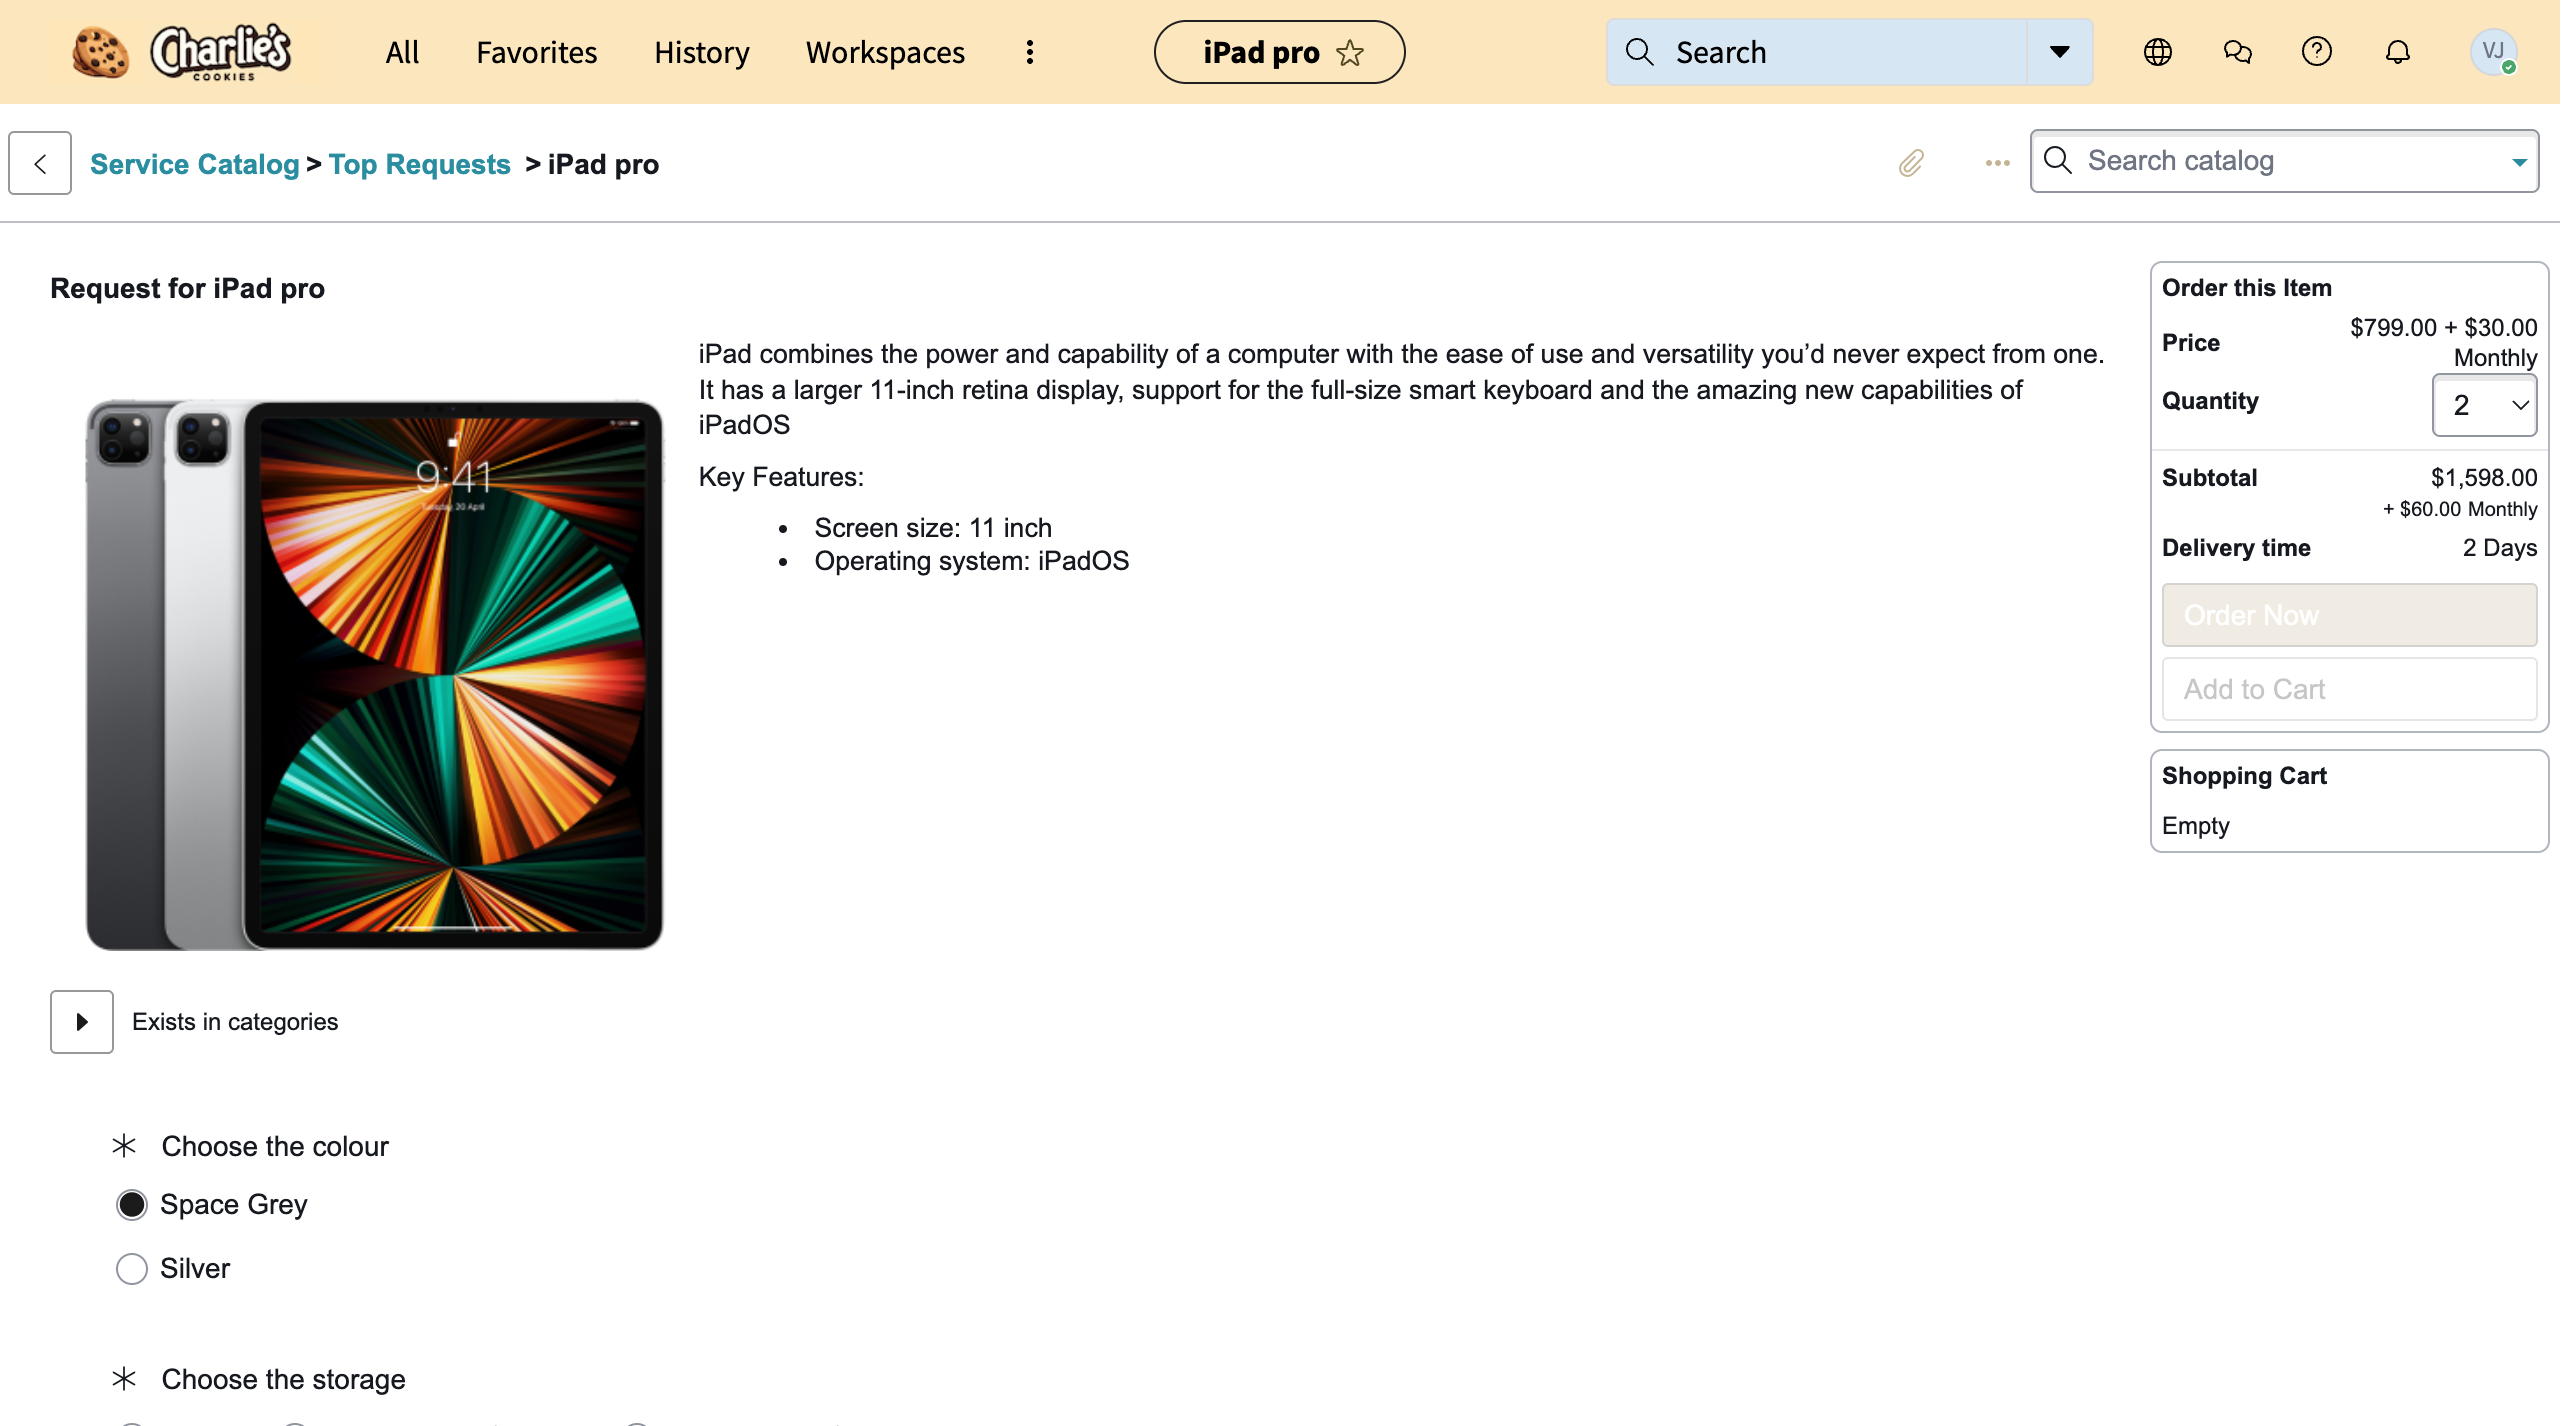 Charlie's
COOKIES
All
Favorites
History
Workspaces
iPad pro
Search
VJ
Service Catalog > Top Requests > iPad pro
Search catalog
Request for iPad pro
iPad combines the power and capability of a computer with the ease of use and versatility you’d never expect from one.
It has a larger 11-inch retina display, support for the full-size smart keyboard and the amazing new capabilities of
iPadOS
Key Features:
• Screen size: 11 inch
• Operating system: iPadOS
9:41
Tuesday 20 April
Order this Item
Price
$799.00 + $30.00
Monthly
Quantity
2
Subtotal
$1,598.00
+ $60.00 Monthly
Delivery time
2 Days
Order Now
Add to Cart
Shopping Cart
Empty
Exists in categories
Choose the colour
Space Grey
Silver
Choose the storage